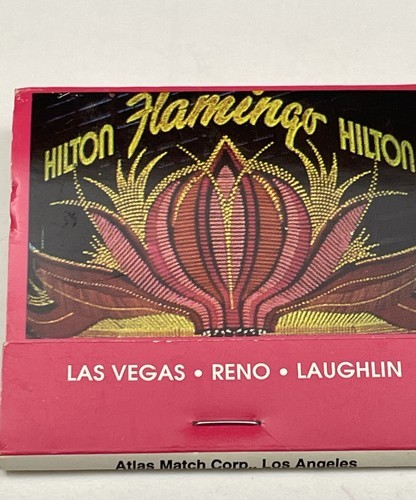 Flamingo
HILTON HILTON
LAS VEGAS • RENO • LAUGHLIN
Atlas Match Corp., Los Angeles